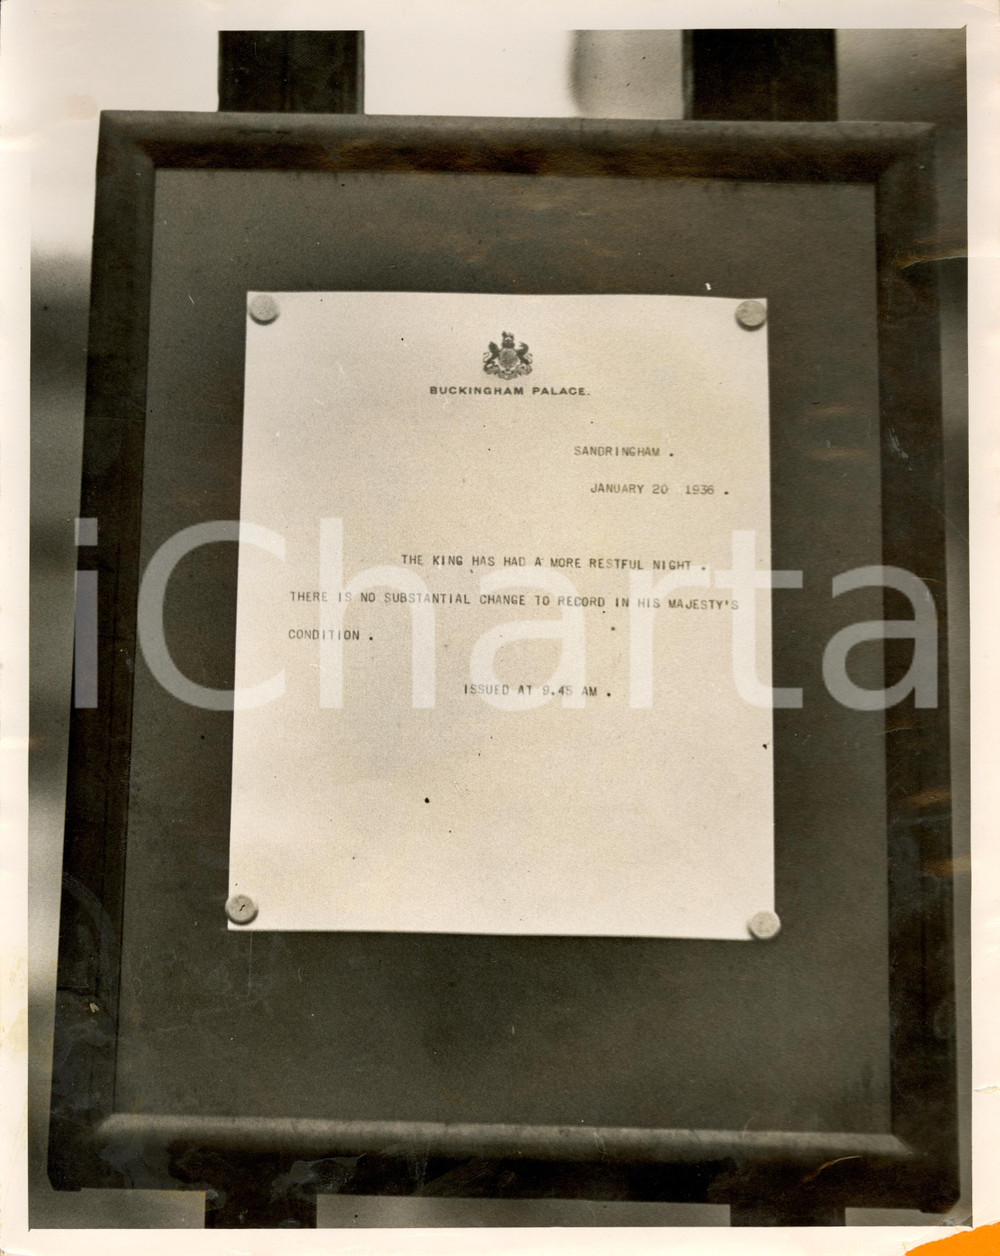 BUCKINGHAM PALACE.
SANDRINGHAM .
JANUARY 20 1936 .
THE KING HAS HAD A MORE RESTFUL NIGHT .
THERE IS NO SUBSTANTIAL CHANGE TO RECORD IN HIS MAJESTY'S
CONDITION .
ISSUED AT 9.45 AM .
iCharta